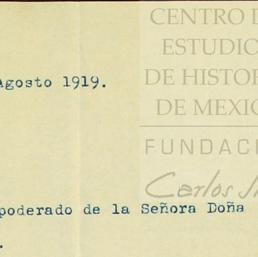 CENTRO D
ESTUDIO
DE HISTOR
DE MEXIC
FUNDACI
Carlos
Agosto 1919.
poderado de la Señora Doña